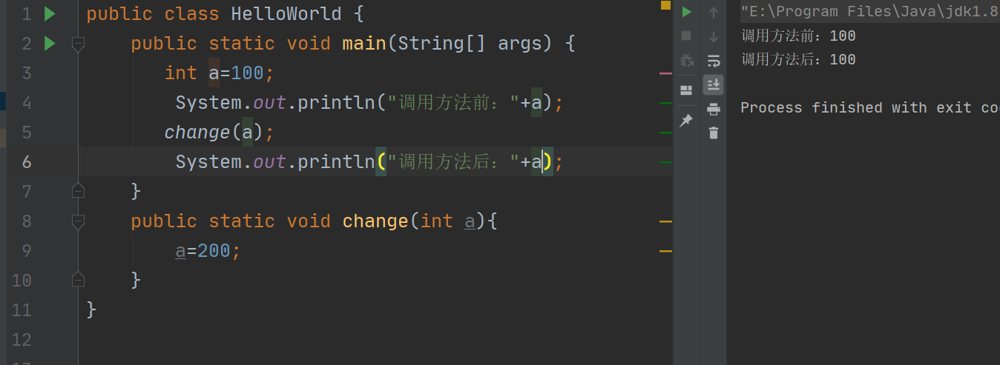 1 public class HelloWorld {
2 public static void main(String[] args) {
3 int a=100;
4 System.out.println("调用方法前："+a);
5 change(a);
6 System.out.println("调用方法后："+a);
7 }
8 public static void change(int a){
9 a=200;
10 }
11 }
12
"E:\Program Files\Java\jdk1.8
调用方法前：100
调用方法后：100
Process finished with exit co